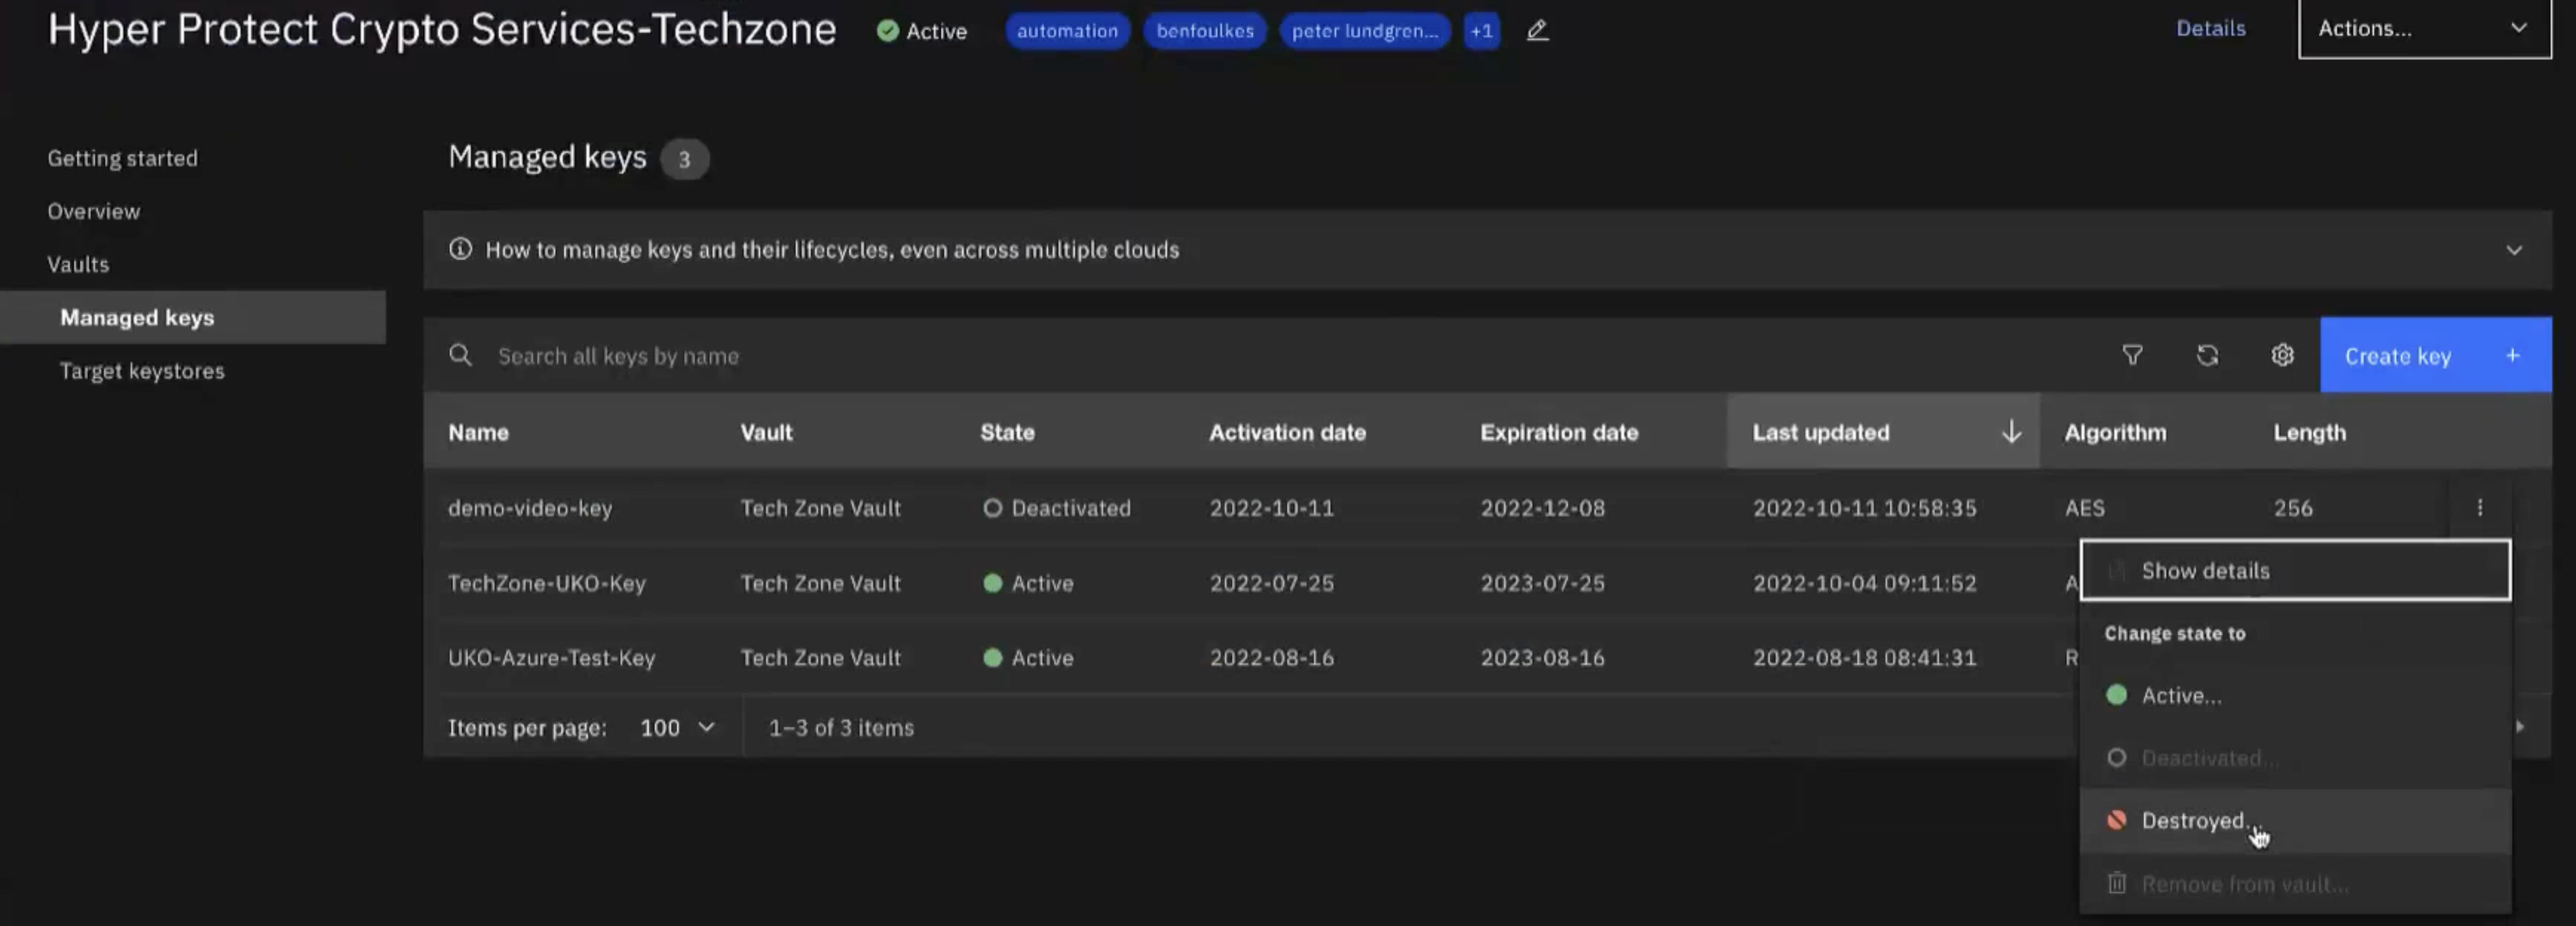 Hyper Protect Crypto Services-Techzone Active automation benfoulkes peter lundgren... +1 Details Actions...
Getting started
Overview
Vaults
Managed keys
Target keystores
Managed keys 3
How to manage keys and their lifecycles, even across multiple clouds
Search all keys by name Create key +
Name Vault State Activation date Expiration date Last updated Algorithm Length
demo-video-key Tech Zone Vault Deactivated 2022-10-11 2022-12-08 2022-10-11 10:58:35 AES 256
TechZone-UKO-Key Tech Zone Vault Active 2022-07-25 2023-07-25 2022-10-04 09:11:52 A
UKO-Azure-Test-Key Tech Zone Vault Active 2022-08-16 2023-08-16 2022-08-18 08:41:31 R
Items per page: 100 1–3 of 3 items
Show details
Change state to
Active...
Deactivated...
Destroyed...
Remove from vault...